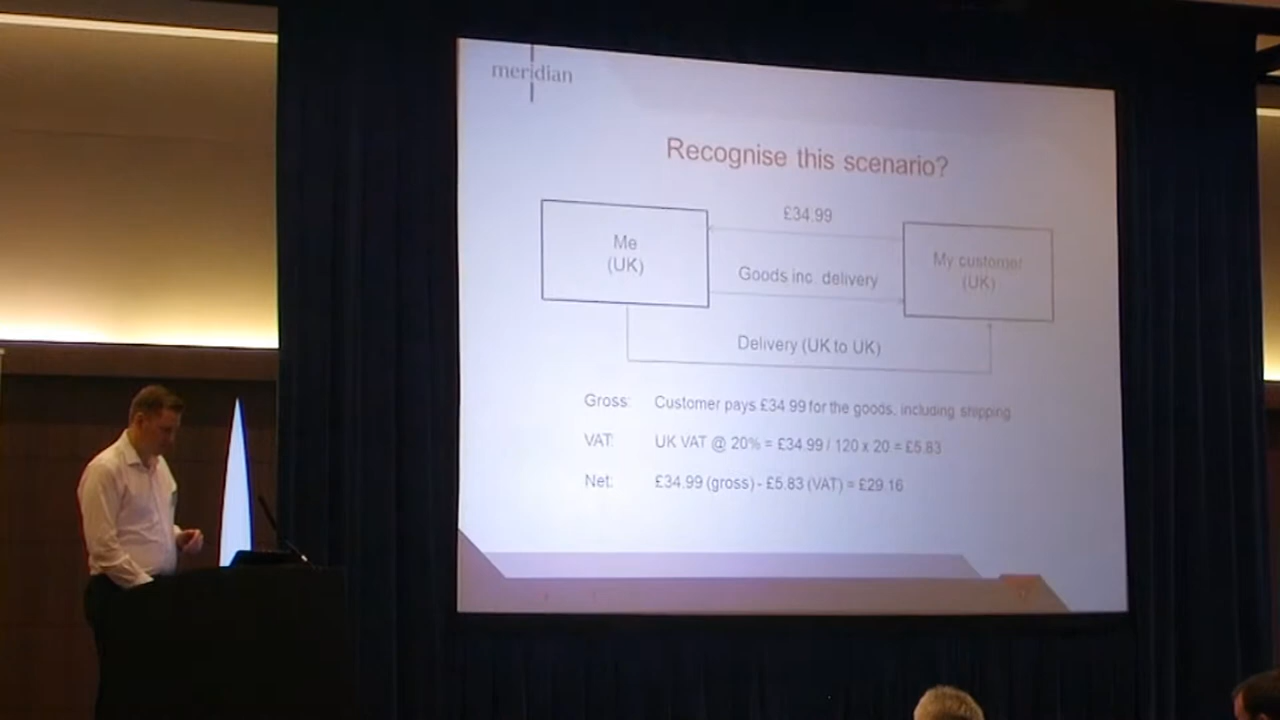 meridian
Recognise this scenario?
£34.99
Me
(UK)
My customer
(UK)
Goods inc. delivery
Delivery (UK to UK)
Gross: Customer pays £34.99 for the goods, including shipping
VAT: UK VAT @ 20% = £34.99 / 120 x 20 = £5.83
Net: £34.99 (gross) - £5.83 (VAT) = £29.16